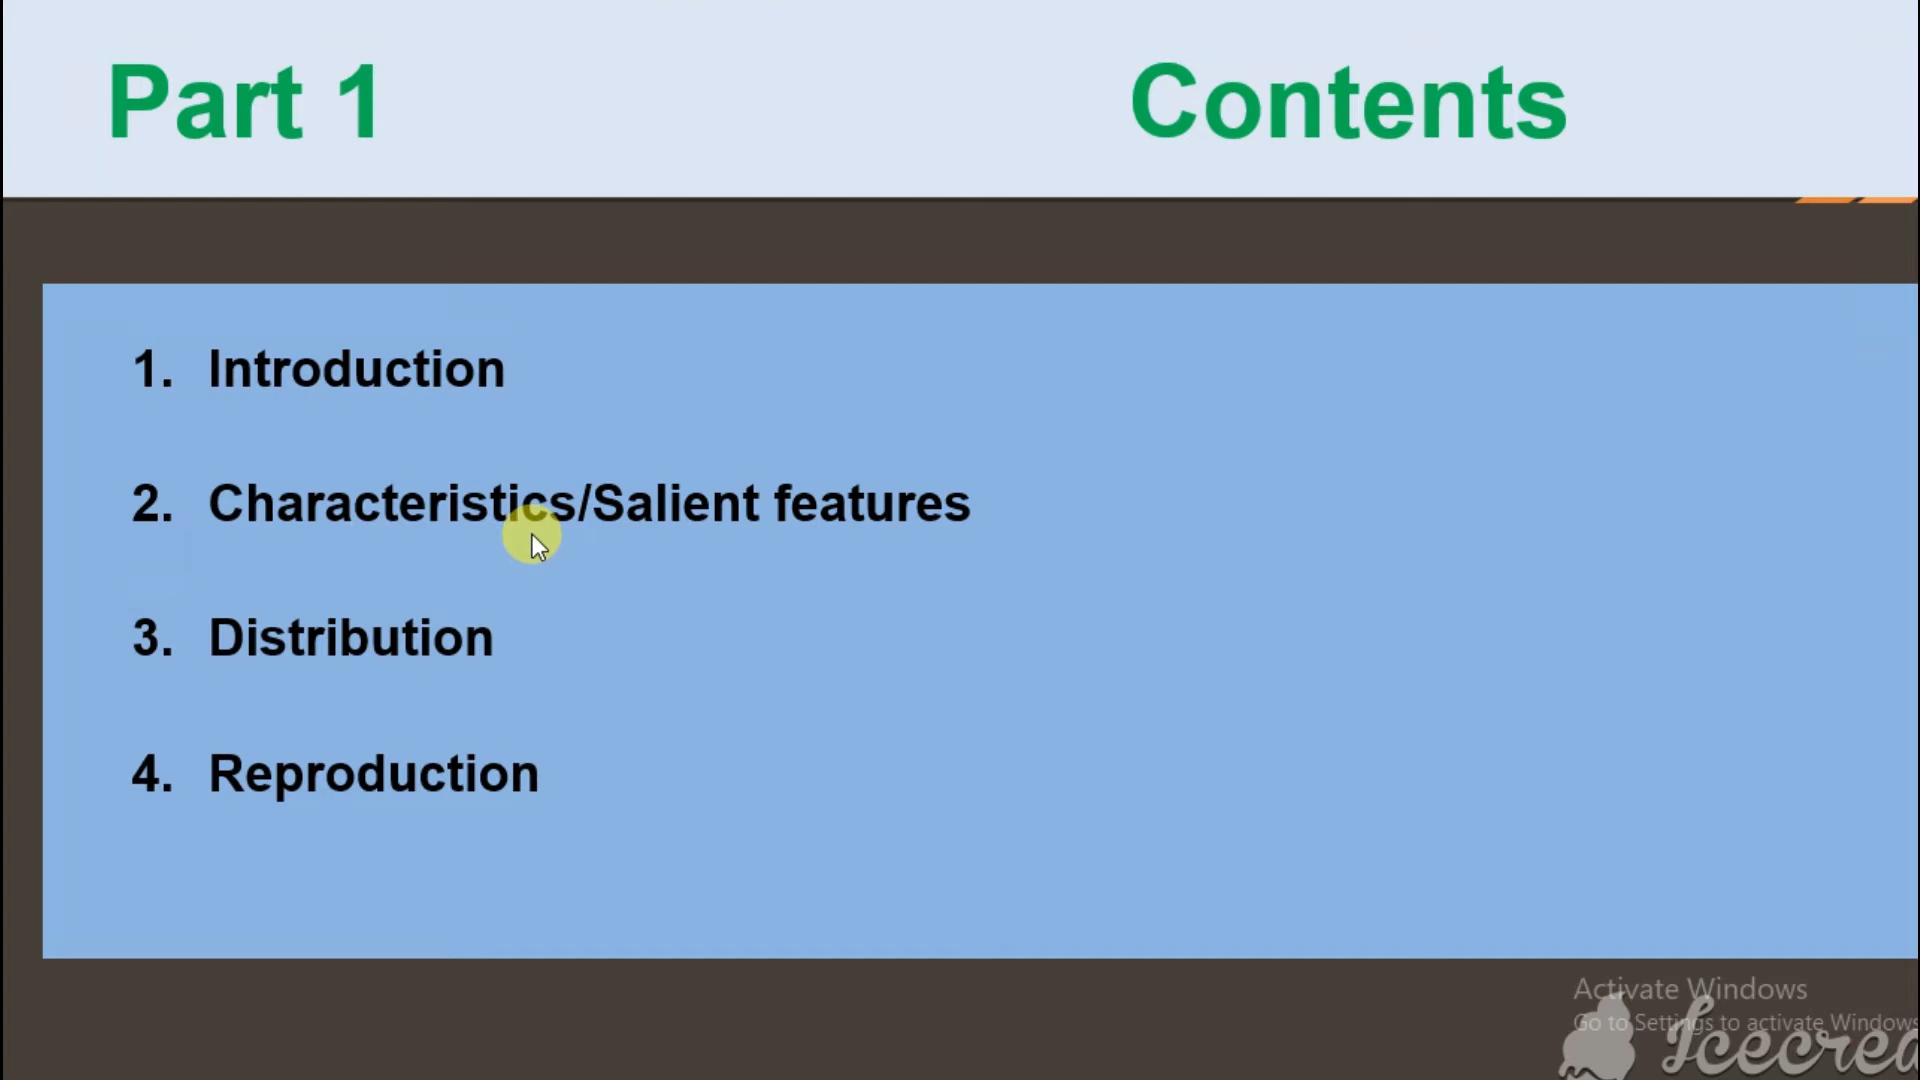 Part 1 Contents
1. Introduction
2. Characteristics/Salient features
3. Distribution
4. Reproduction
Activate Windows
Go to Settings to activate Windows
Icecrea